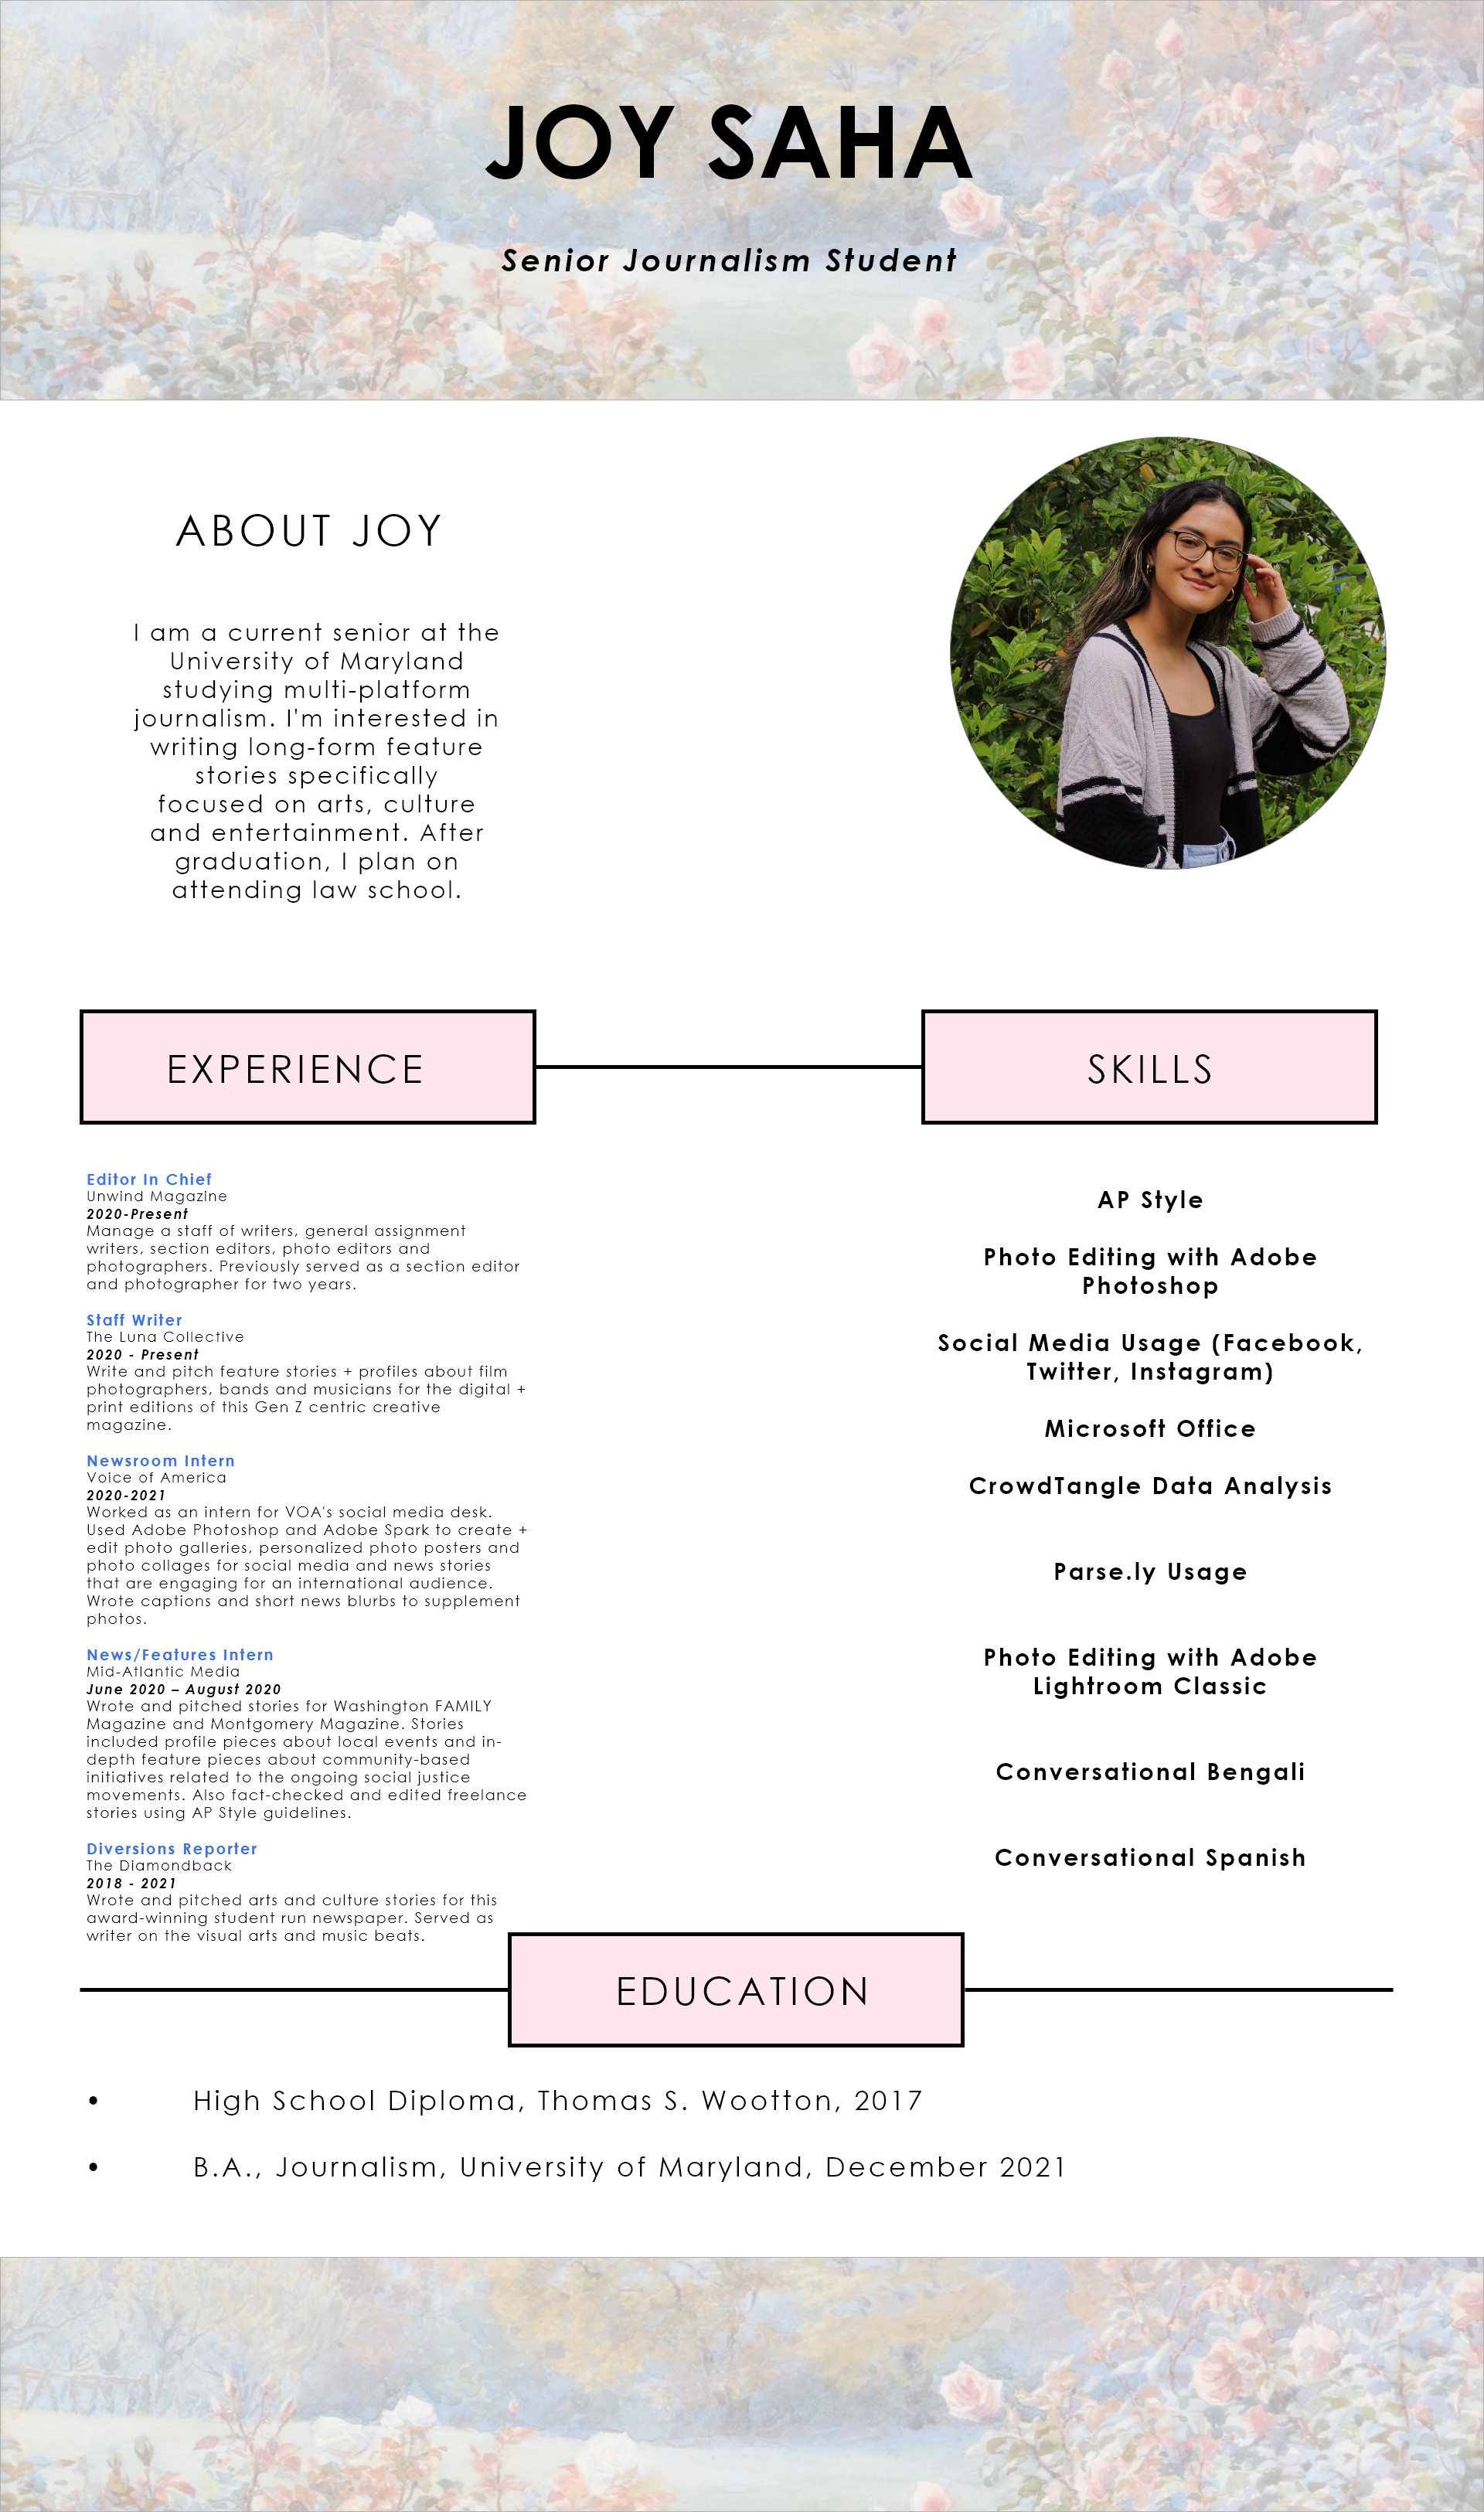 JOY SAHA
Senior Journalism Student
ABOUT JOY
I am a current senior at the
University of Maryland
studying multi-platform
journalism. I'm interested in
writing long-form feature
stories specifically
focused on arts, culture
and entertainment. After
graduation, I plan on
attending law school.
EXPERIENCE
Editor In Chief
Unwind Magazine
2020-Present
Manage a staff of writers, general assignment
writers, section editors, photo editors and
photographers. Previously served as a section editor
and photographer for two years.
Staff Writer
The Luna Collective
2020 - Present
Write and pitch feature stories + profiles about film
photographers, bands and musicians for the digital +
print editions of this Gen Z centric creative
magazine.
Newsroom Intern
Voice of America
2020-2021
Worked as an intern for VOA's social media desk.
Used Adobe Photoshop and Adobe Spark to create +
edit photo galleries, personalized photo posters and
photo collages for social media and news stories
that are engaging for an international audience.
Wrote captions and short news blurbs to supplement
photos.
News/Features Intern
Mid-Atlantic Media
June 2020 – August 2020
Wrote and pitched stories for Washington FAMILY
Magazine and Montgomery Magazine. Stories
included profile pieces about local events and in-
depth feature pieces about community-based
initiatives related to the ongoing social justice
movements. Also fact-checked and edited freelance
stories using AP Style guidelines.
Diversions Reporter
The Diamondback
2018 - 2021
Wrote and pitched arts and culture stories for this
award-winning student run newspaper. Served as
writer on the visual arts and music beats.
SKILLS
AP Style
Photo Editing with Adobe
Photoshop
Social Media Usage (Facebook,
Twitter, Instagram)
Microsoft Office
CrowdTangle Data Analysis
Parse.ly Usage
Photo Editing with Adobe
Lightroom Classic
Conversational Bengali
Conversational Spanish
EDUCATION
• High School Diploma, Thomas S. Wootton, 2017
• B.A., Journalism, University of Maryland, December 2021